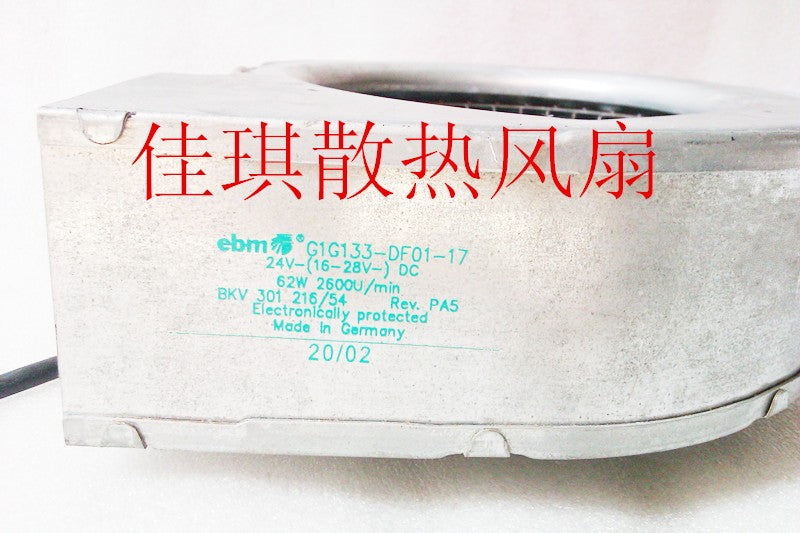 佳琪散热风扇
ebm® G1G133-DF01-17
24V-(16-28V-) DC
62W 2600U/min
BKV 301 216/54 Rev. PA5
Electronically protected
Made In Germany
20/02